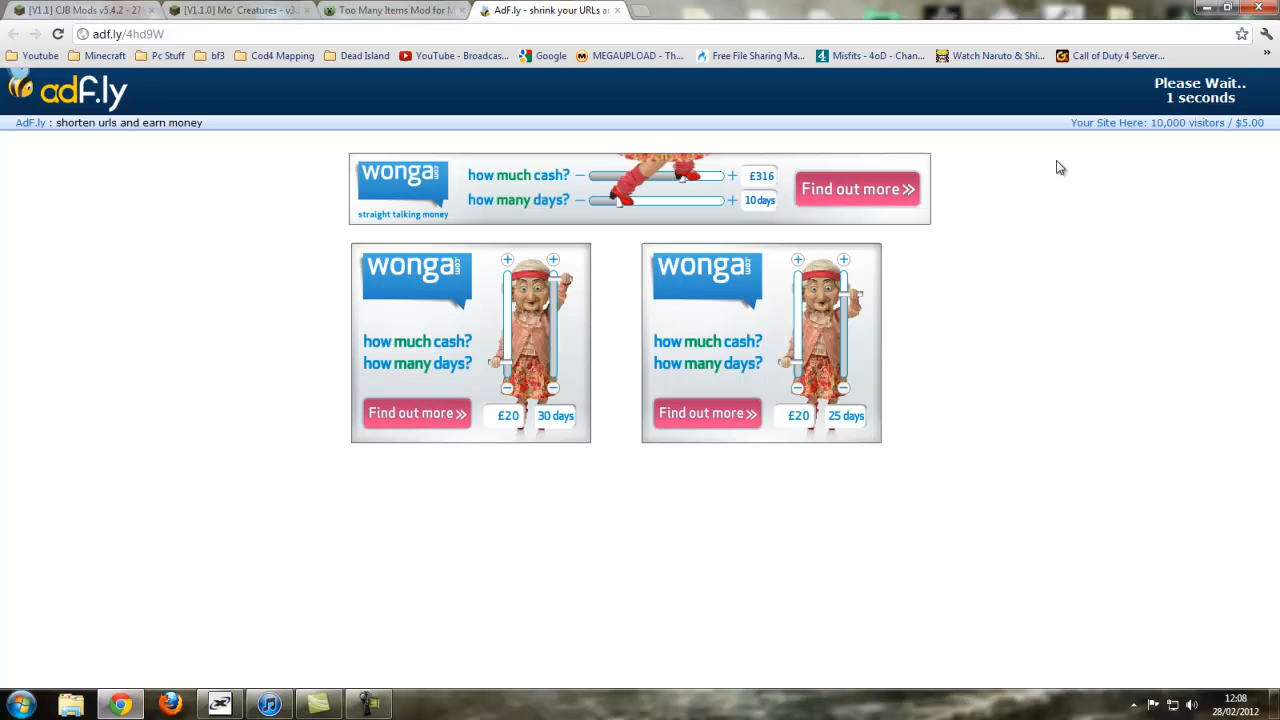 [V1.1] CJB Mods v5.4.2 - 27
[V1.1.0] Mo' Creatures - v3...
Too Many Items Mod for M
AdF.ly - shrink your URLs ar
adf.ly/4hd9W
Youtube
Minecraft
Pc Stuff
bf3
Cod4 Mapping
Dead Island
YouTube - Broadcas...
Google
MEGAUPLOAD - Th...
Free File Sharing Ma...
Misfits - 4oD - Chan...
Watch Naruto & Shi...
Call of Duty 4 Server...
adf.ly
Please Wait..
1 seconds
AdF.ly : shorten urls and earn money
Your Site Here: 10,000 visitors / $5.00
wonga.com
straight talking money
how much cash?
£316
how many days?
10 days
Find out more
wonga.com
how much cash?
how many days?
Find out more
£20
30 days
wonga.com
how much cash?
how many days?
Find out more
£20
25 days
12:08
28/02/2012